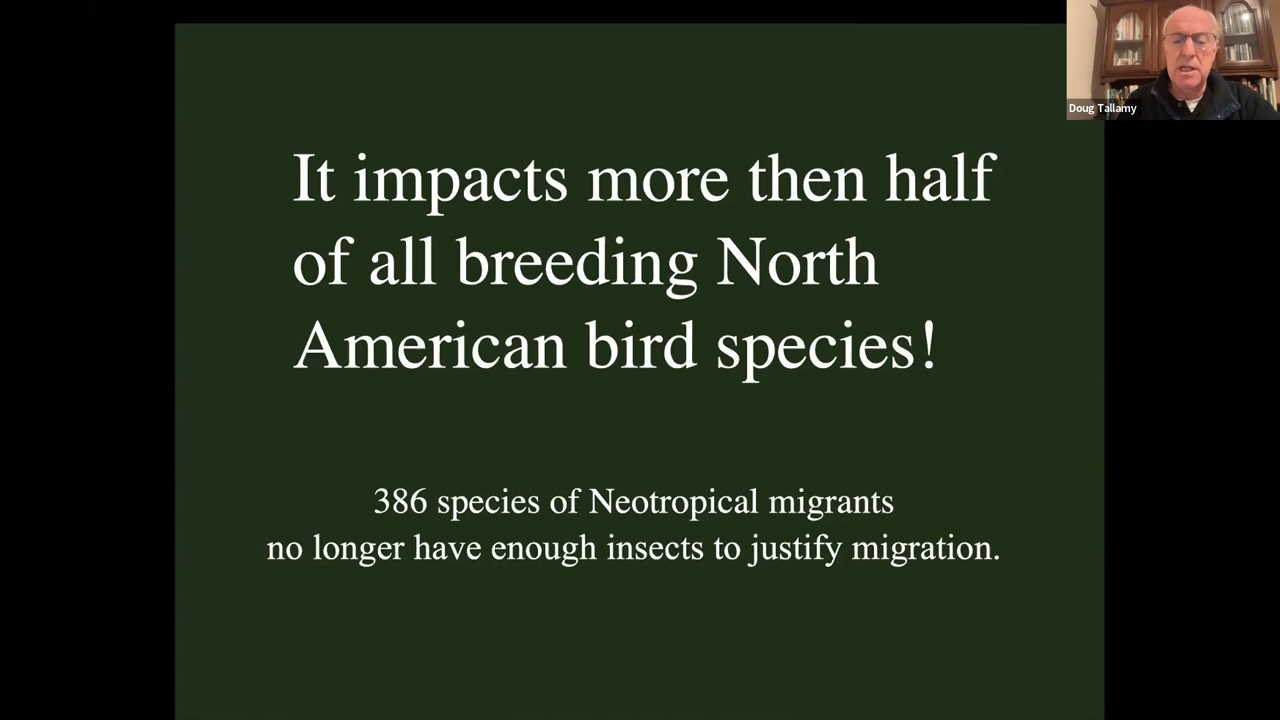 Doug Tallamy
It impacts more then half
of all breeding North
American bird species!
386 species of Neotropical migrants
no longer have enough insects to justify migration.